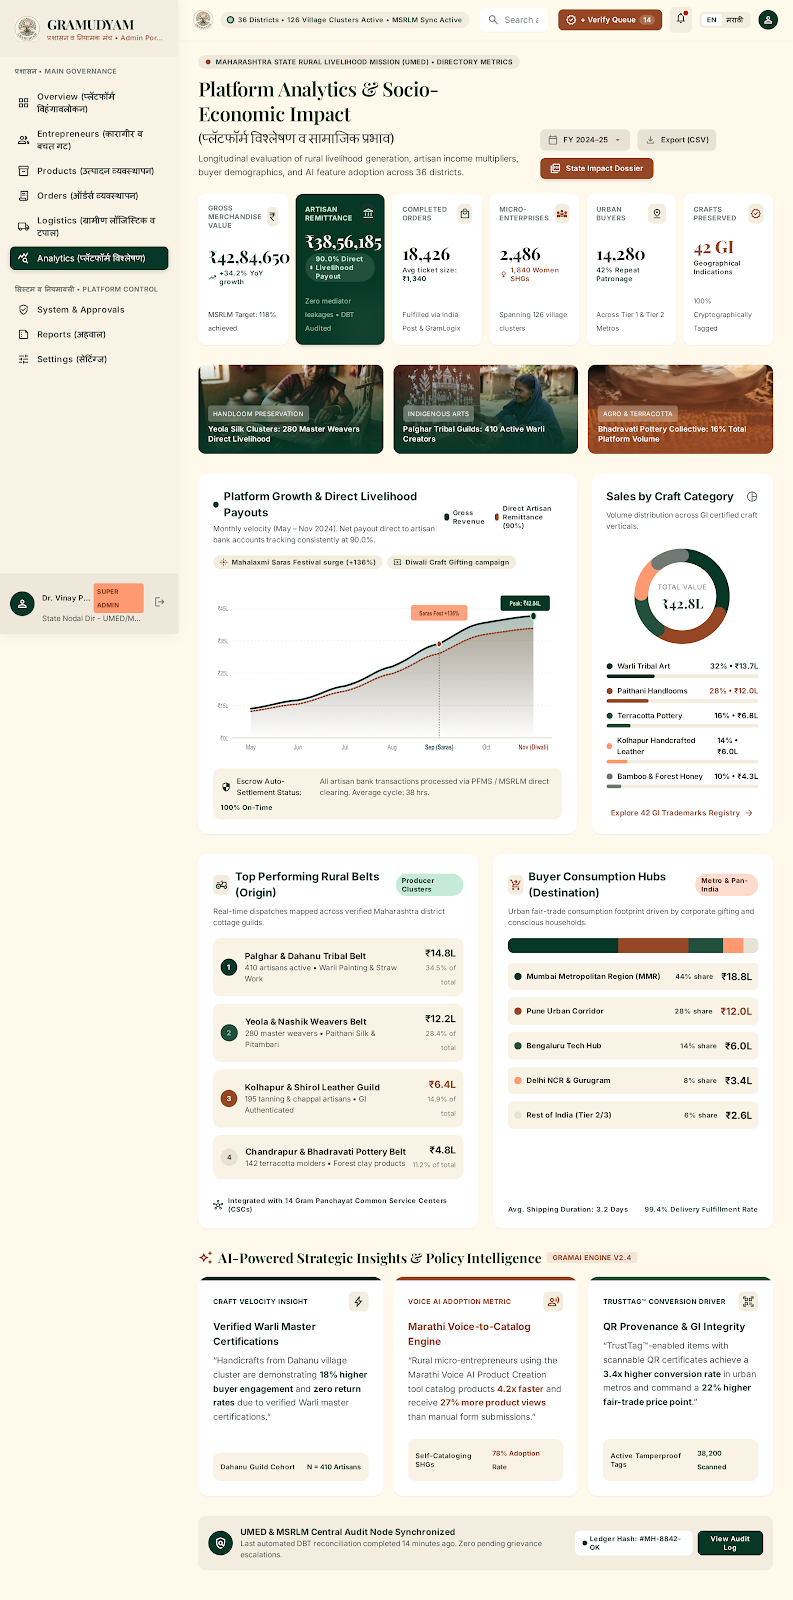 GRAMUDYAM
प्रशासन व नियामक मंच • Admin Por...
प्रशासन • MAIN GOVERNANCE
Overview (प्लॅटफॉर्म
विहंगावलोकन)
Entrepreneurs (कारागीर व
बचत गट)
Products (उत्पादन व्यवस्थापन)
Orders (ऑर्डर्स व्यवस्थापन)
Logistics (ग्रामीण लॉजिस्टिक व
टपाल)
Analytics (प्लॅटफॉर्म विश्लेषण)
सिस्टम व नियमावली • PLATFORM CONTROL
System & Approvals
Reports (अहवाल)
Settings (सेटिंग्ज)
Dr. Vinay P...
SUPER
ADMIN
State Nodal Dir - UMED/M...
36 Districts • 126 Village Clusters Active • MSRLM Sync Active
Search
+ Verify Queue 14
EN मराठी
MAHARASHTRA STATE RURAL LIVELIHOOD MISSION (UMED) • DIRECTORY METRICS
Platform Analytics & Socio-
Economic Impact
(प्लॅटफॉर्म विश्लेषण व सामाजिक प्रभाव)
Longitudinal evaluation of rural livelihood generation, artisan income multipliers,
buyer demographics, and AI feature adoption across 36 districts.
FY 2024–25
Export (CSV)
State Impact Dossier
GROSS
MERCHANDISE
VALUE
₹42,84,650
+34.2% YoY
growth
MSRLM Target: 118%
achieved
ARTISAN
REMITTANCE
₹38,56,185
90.0% Direct
Livelihood
Payout
Zero mediator
leakages • DBT
Audited
COMPLETED
ORDERS
18,426
Avg ticket size:
₹1,340
Fulfilled via India
Post & GramLogix
MICRO-
ENTERPRISES
2,486
1,840 Women
SHGs
Spanning 126 village
clusters
URBAN
BUYERS
14,280
42% Repeat
Patronage
Across Tier 1 & Tier 2
Metros
CRAFTS
PRESERVED
42 GI
Geographical
Indications
100%
Cryptographically
Tagged
HANDLOOM PRESERVATION
Yeola Silk Clusters: 280 Master Weavers
Direct Livelihood
INDIGENOUS ARTS
Palghar Tribal Guilds: 410 Active Warli
Creators
AGRO & TERRACOTTA
Bhadravati Pottery Collective: 16% Total
Platform Volume
Platform Growth & Direct Livelihood
Payouts
Monthly velocity (May – Nov 2024). Net payout direct to artisan
bank accounts tracking consistently at 90.0%.
Gross
Revenue
Direct Artisan
Remittance
(90%)
Mahalaxmi Saras Festival surge (+136%)
Diwali Craft Gifting campaign
₹45L
₹35L
₹25L
₹15L
₹0L
Saras Fest +136%
Peak: ₹42.84L
May Jun Jul Aug Sep (Saras) Oct Nov (Diwali)
Escrow Auto-
Settlement Status:
All artisan bank transactions processed via PFMS / MSRLM direct
clearing. Average cycle: 38 hrs.
100% On-Time
Sales by Craft Category
Volume distribution across GI certified craft
verticals.
TOTAL VALUE
₹42.8L
Warli Tribal Art 32% • ₹13.7L
Paithani Handlooms 28% • ₹12.0L
Terracotta Pottery 16% • ₹6.8L
Kolhapur Handcrafted
Leather
14% •
₹6.0L
Bamboo & Forest Honey 10% • ₹4.3L
Explore 42 GI Trademarks Registry →
Top Performing Rural Belts
(Origin)
Producer
Clusters
Real-time dispatches mapped across verified Maharashtra district
cottage guilds.
1
Palghar & Dahanu Tribal Belt
410 artisans active • Warli Painting & Straw
Work
₹14.8L
34.5% of
total
2
Yeola & Nashik Weavers Belt
280 master weavers • Paithani Silk &
Pitambari
₹12.2L
28.4% of
total
3
Kolhapur & Shirol Leather Guild
195 tanning & chappal artisans • GI
Authenticated
₹6.4L
14.9% of
total
4
Chandrapur & Bhadravati Pottery Belt
142 terracotta molders • Forest clay products
₹4.8L
11.2% of total
Integrated with 14 Gram Panchayat Common Service Centers
(CSCs)
Buyer Consumption Hubs
(Destination)
Metro & Pan-
India
Urban fair-trade consumption footprint driven by corporate gifting and
conscious households.
Mumbai Metropolitan Region (MMR) 44% share ₹18.8L
Pune Urban Corridor 28% share ₹12.0L
Bengaluru Tech Hub 14% share ₹6.0L
Delhi NCR & Gurugram 8% share ₹3.4L
Rest of India (Tier 2/3) 6% share ₹2.6L
Avg. Shipping Duration: 3.2 Days
99.4% Delivery Fulfillment Rate
AI-Powered Strategic Insights & Policy Intelligence
GRAMAI ENGINE V2.4
CRAFT VELOCITY INSIGHT
Verified Warli Master
Certifications
“Handicrafts from Dahanu village
cluster are demonstrating 18% higher
buyer engagement and zero return
rates due to verified Warli master
certifications.”
Dahanu Guild Cohort N = 410 Artisans
VOICE AI ADOPTION METRIC
Marathi Voice-to-Catalog
Engine
“Rural micro-entrepreneurs using the
Marathi Voice AI Product Creation
tool catalog products 4.2x faster and
receive 27% more product views
than manual form submissions.”
Self-Cataloging
SHGs
78% Adoption
Rate
TRUSTTAG™ CONVERSION DRIVER
QR Provenance & GI Integrity
“TrustTag™-enabled items with
scannable QR certificates achieve a
3.4x higher conversion rate in urban
metros and command a 22% higher
fair-trade price point.”
Active Tamperproof
Tags
38,200
Scanned
UMED & MSRLM Central Audit Node Synchronized
Last automated DBT reconciliation completed 14 minutes ago. Zero pending grievance
escalations.
Ledger Hash: #MH-8842-
OK
View Audit
Log